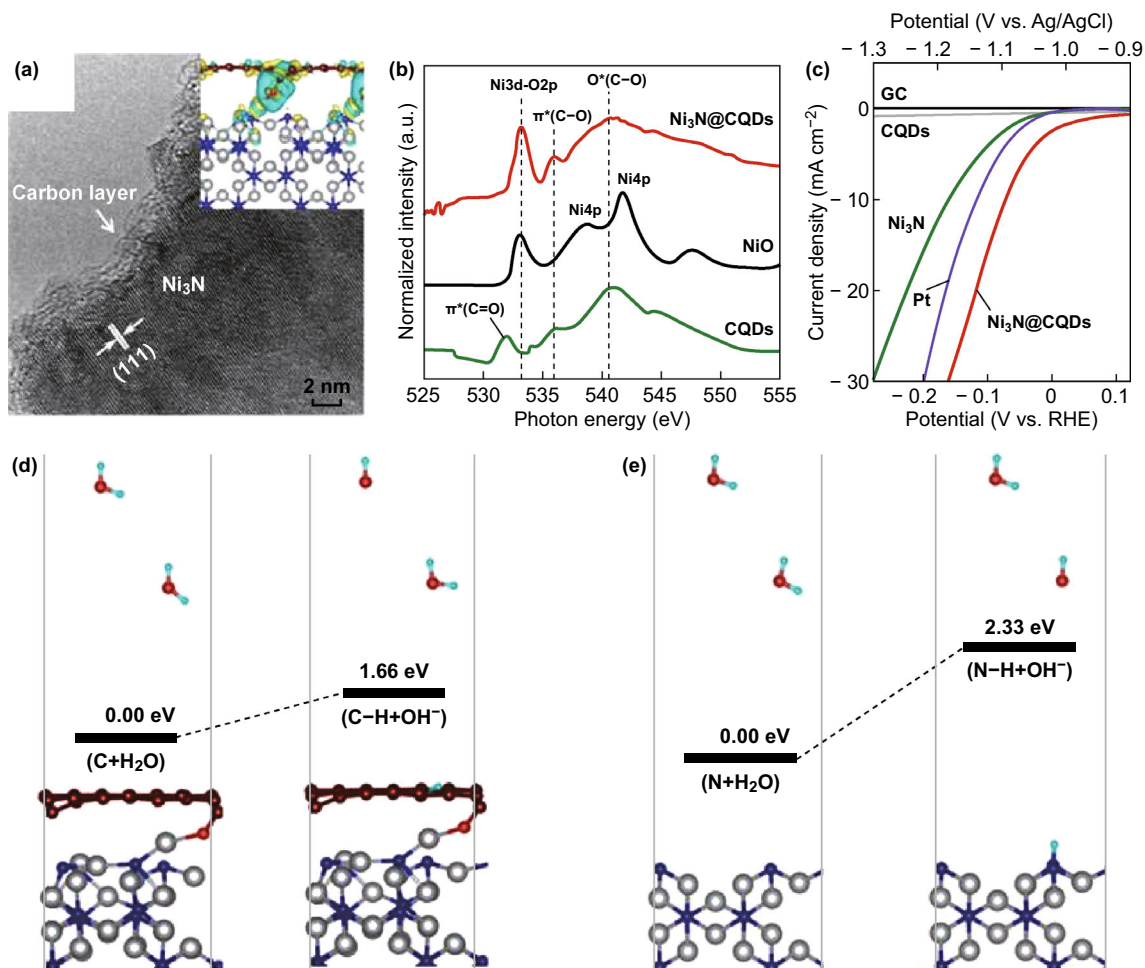 (a)
Carbon layer
Ni₃N
(111)
2 nm
(b)
Ni3d-O2p
π*(C−O)
O*(C−O)
Ni₃N@CQDs
Ni4p
Ni4p
NiO
π*(C=O)
CQDs
Normalized intensity (a.u.)
525 530 535 540 545 550 555
Photon energy (eV)
(c)
Potential (V vs. Ag/AgCl)
− 1.3 − 1.2 − 1.1 − 1.0 − 0.9
GC
CQDs
Ni₃N
Pt
Ni₃N@CQDs
Current density (mA cm⁻²)
0
− 10
− 20
− 30
− 0.2 − 0.1 0 0.1
Potential (V vs. RHE)
(d)
0.00 eV
(C+H₂O)
1.66 eV
(C−H+OH⁻)
(e)
0.00 eV
(N+H₂O)
2.33 eV
(N−H+OH⁻)